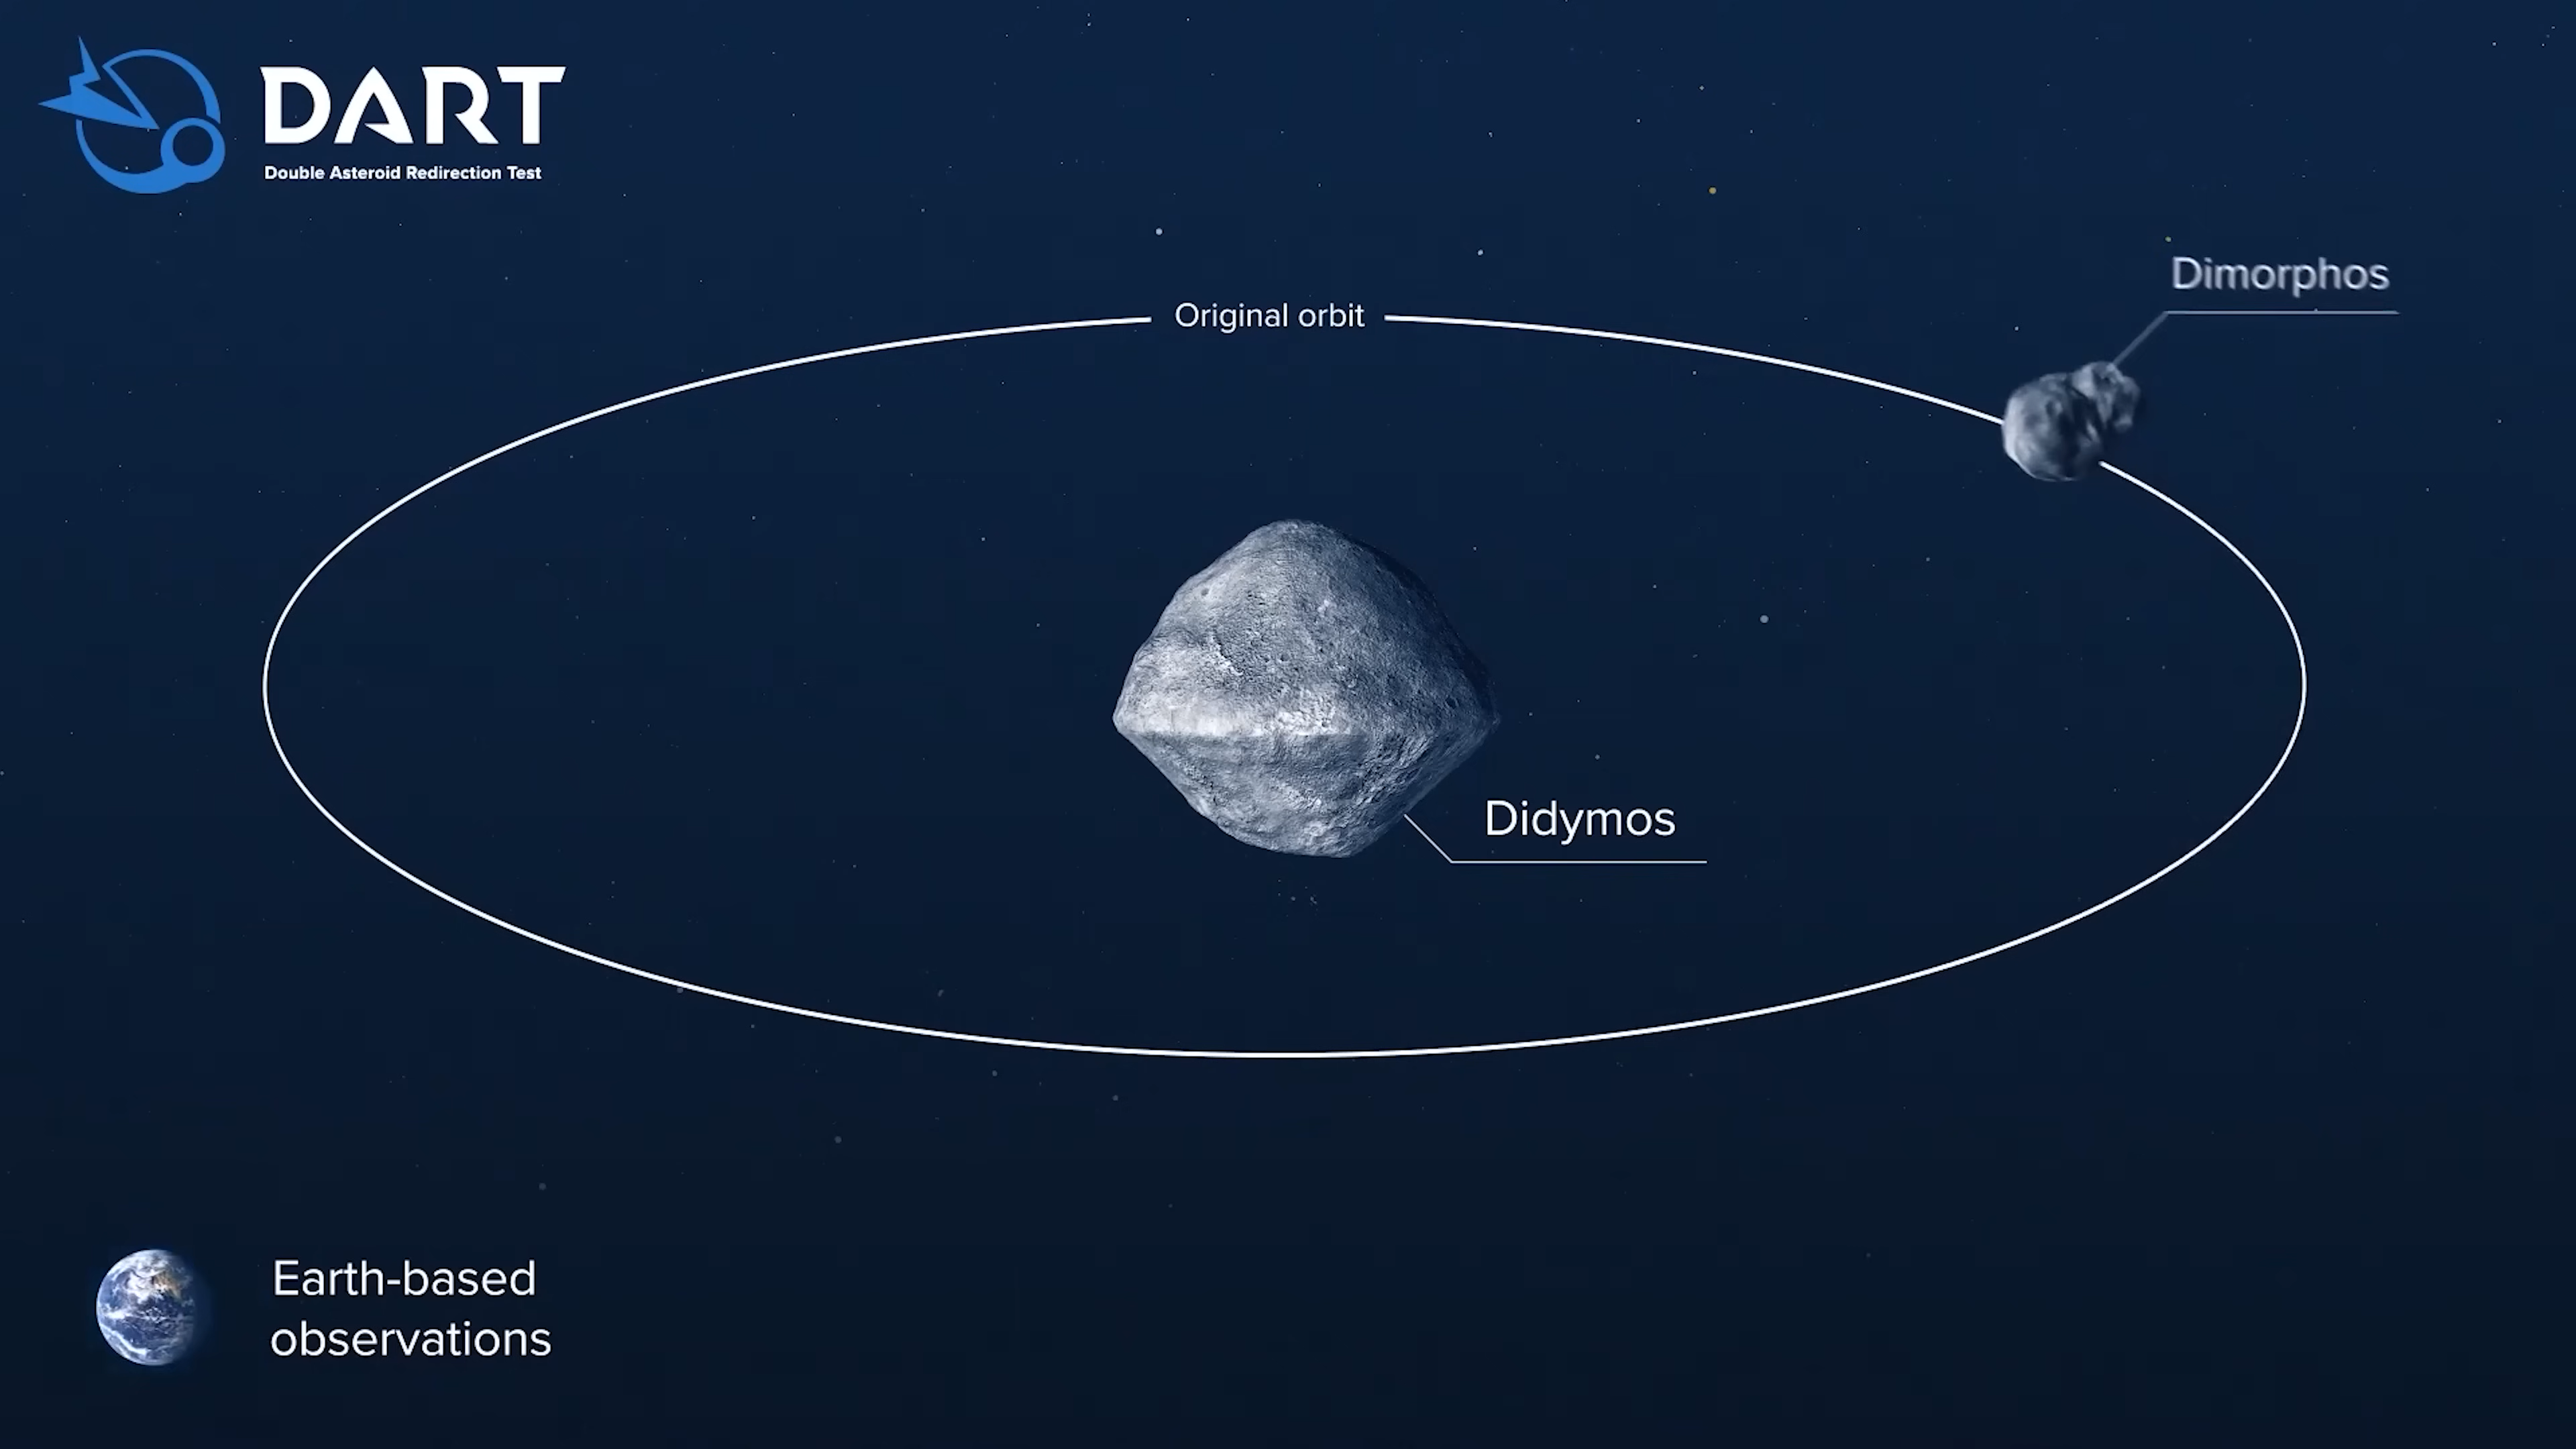 DART
Double Asteroid Redirection Test
Dimorphos
Original orbit
Didymos
Earth-based
observations